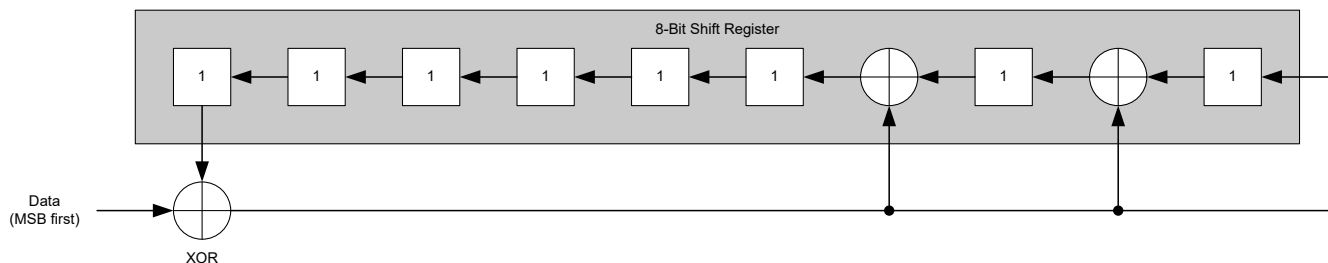 8-Bit Shift Register
1 1 1 1 1 1 1 1
Data
(MSB first)
XOR